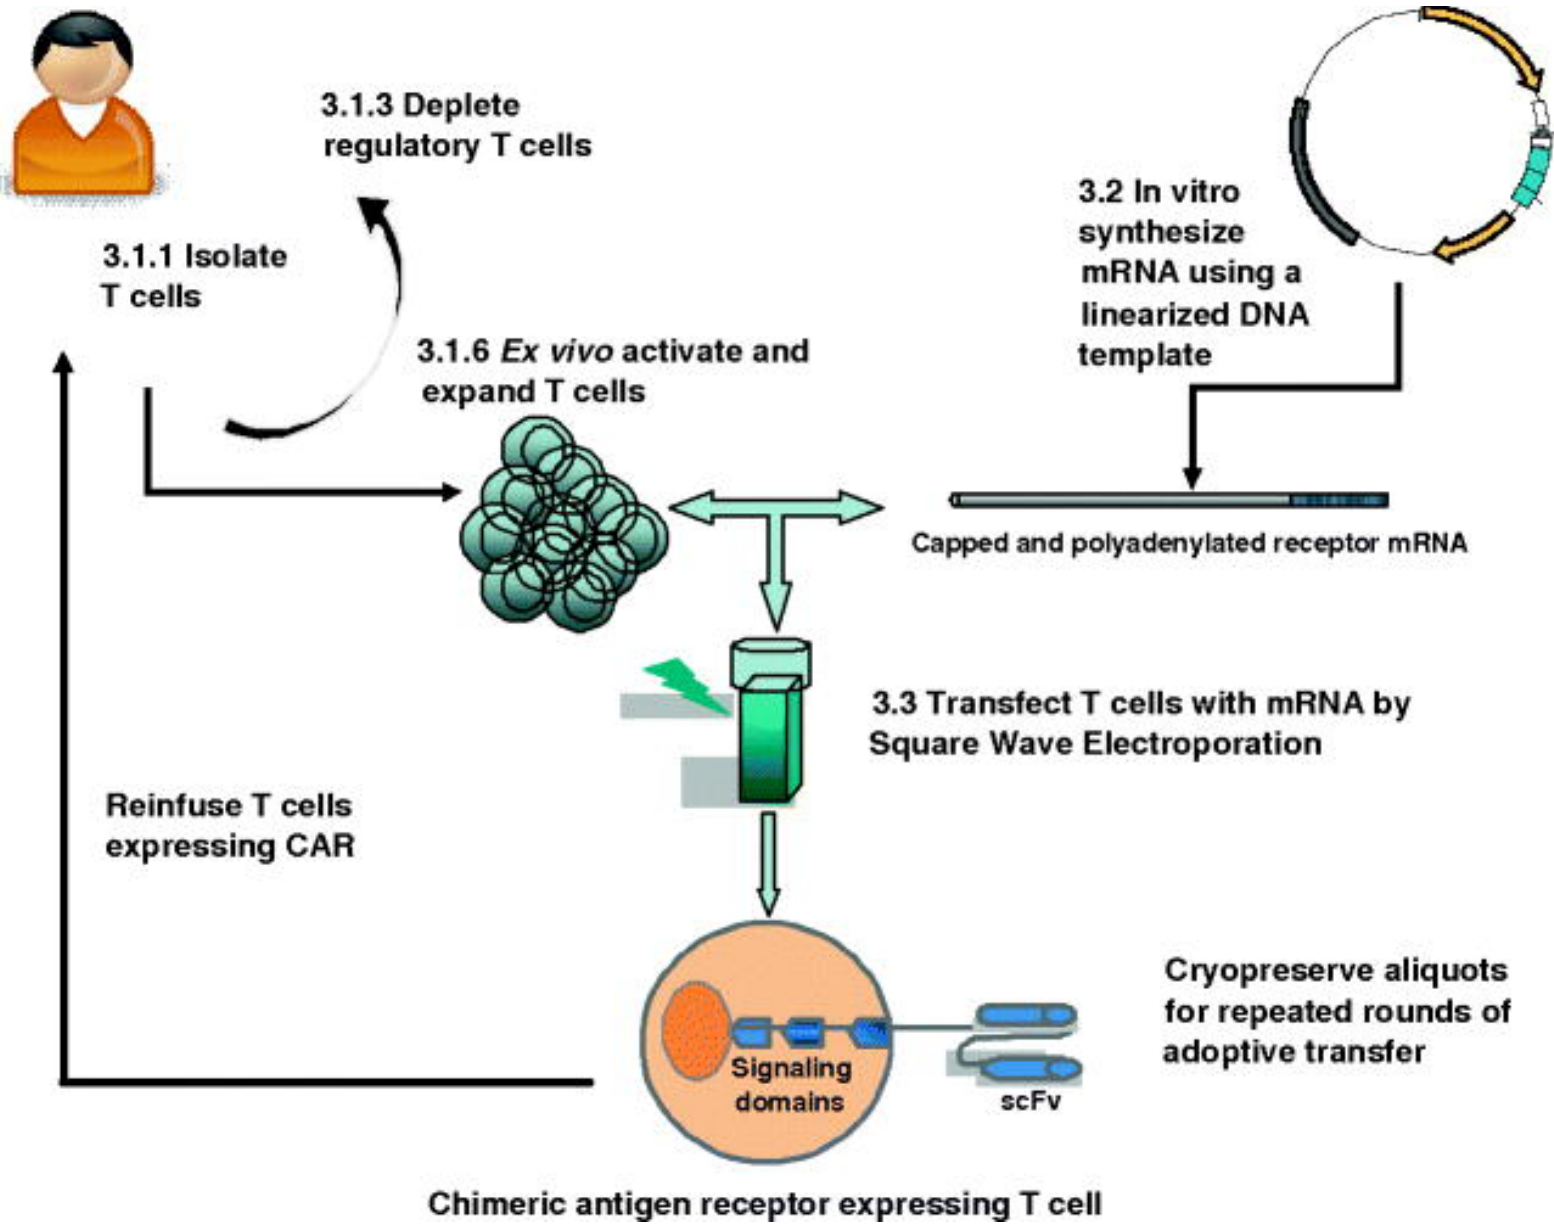 3.1.3 Deplete
regulatory T cells
3.1.1 Isolate
T cells
3.1.6 Ex vivo activate and
expand T cells
3.2 In vitro
synthesize
mRNA using a
linearized DNA
template
Capped and polyadenylated receptor mRNA
3.3 Transfect T cells with mRNA by
Square Wave Electroporation
Reinfuse T cells
expressing CAR
Signaling
domains
scFv
Cryopreserve aliquots
for repeated rounds of
adoptive transfer
Chimeric antigen receptor expressing T cell